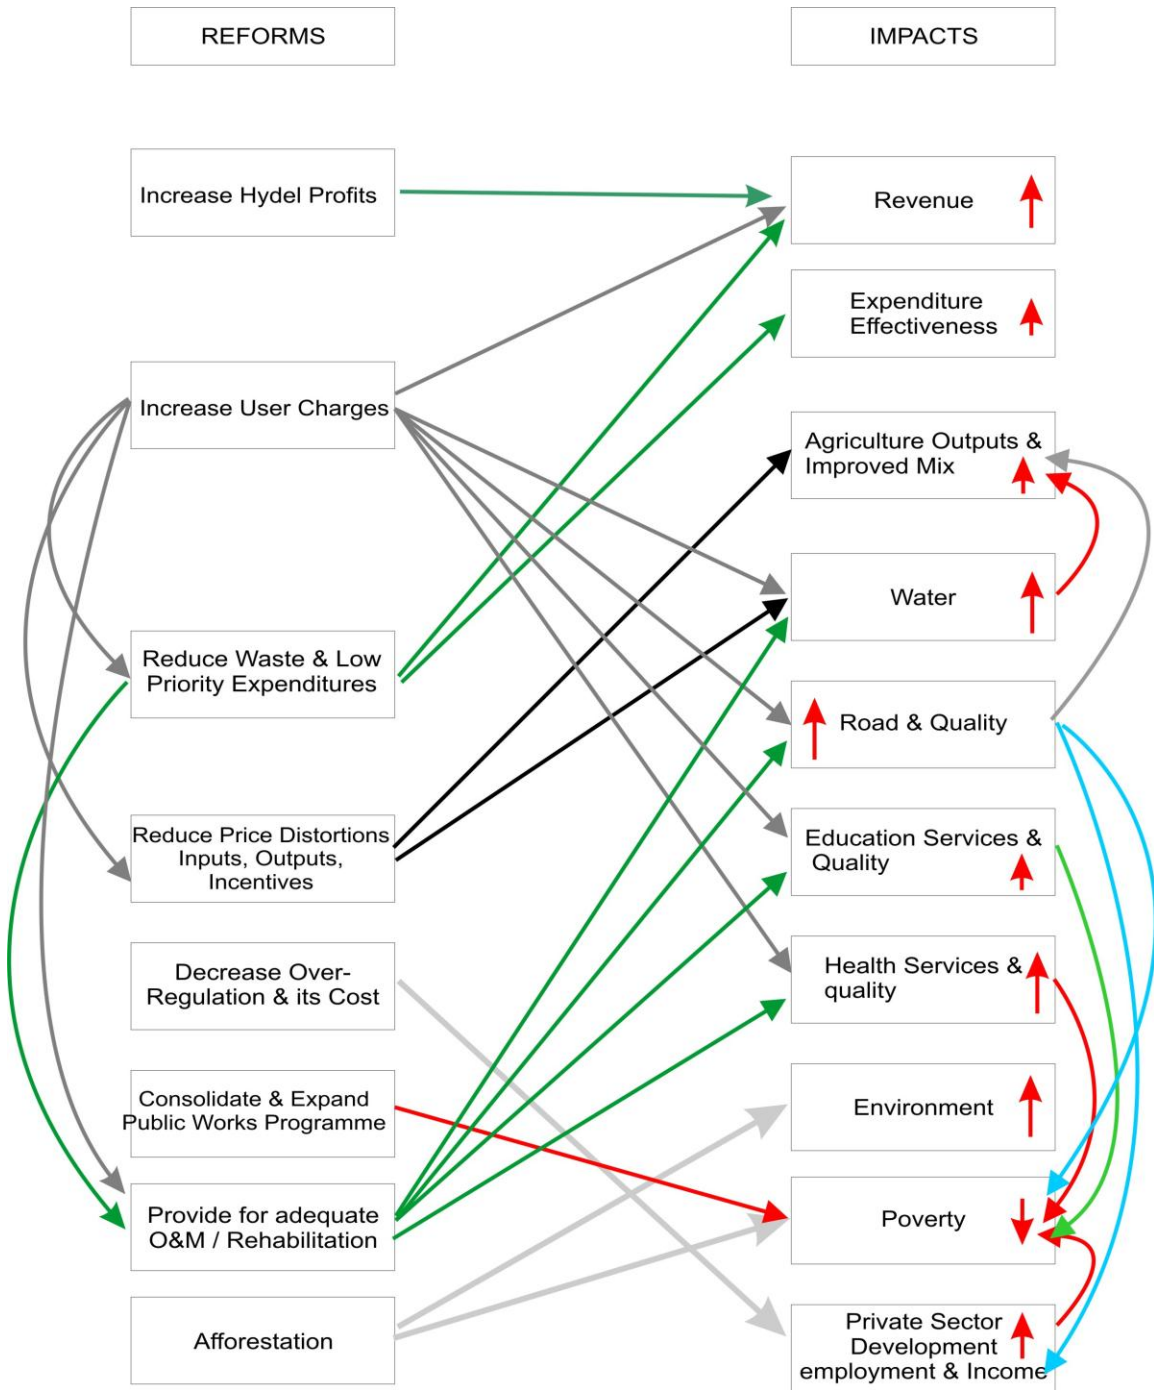 REFORMS
IMPACTS
Increase Hydel Profits
Revenue
Expenditure
Effectiveness
Increase User Charges
Agriculture Outputs &
Improved Mix
Water
Reduce Waste & Low
Priority Expenditures
Road & Quality
Reduce Price Distortions
Inputs, Outputs,
Incentives
Education Services &
Quality
Decrease Over-
Regulation & its Cost
Health Services &
quality
Consolidate & Expand
Public Works Programme
Environment
Provide for adequate
O&M / Rehabilitation
Poverty
Afforestation
Private Sector
Development
employment & Income